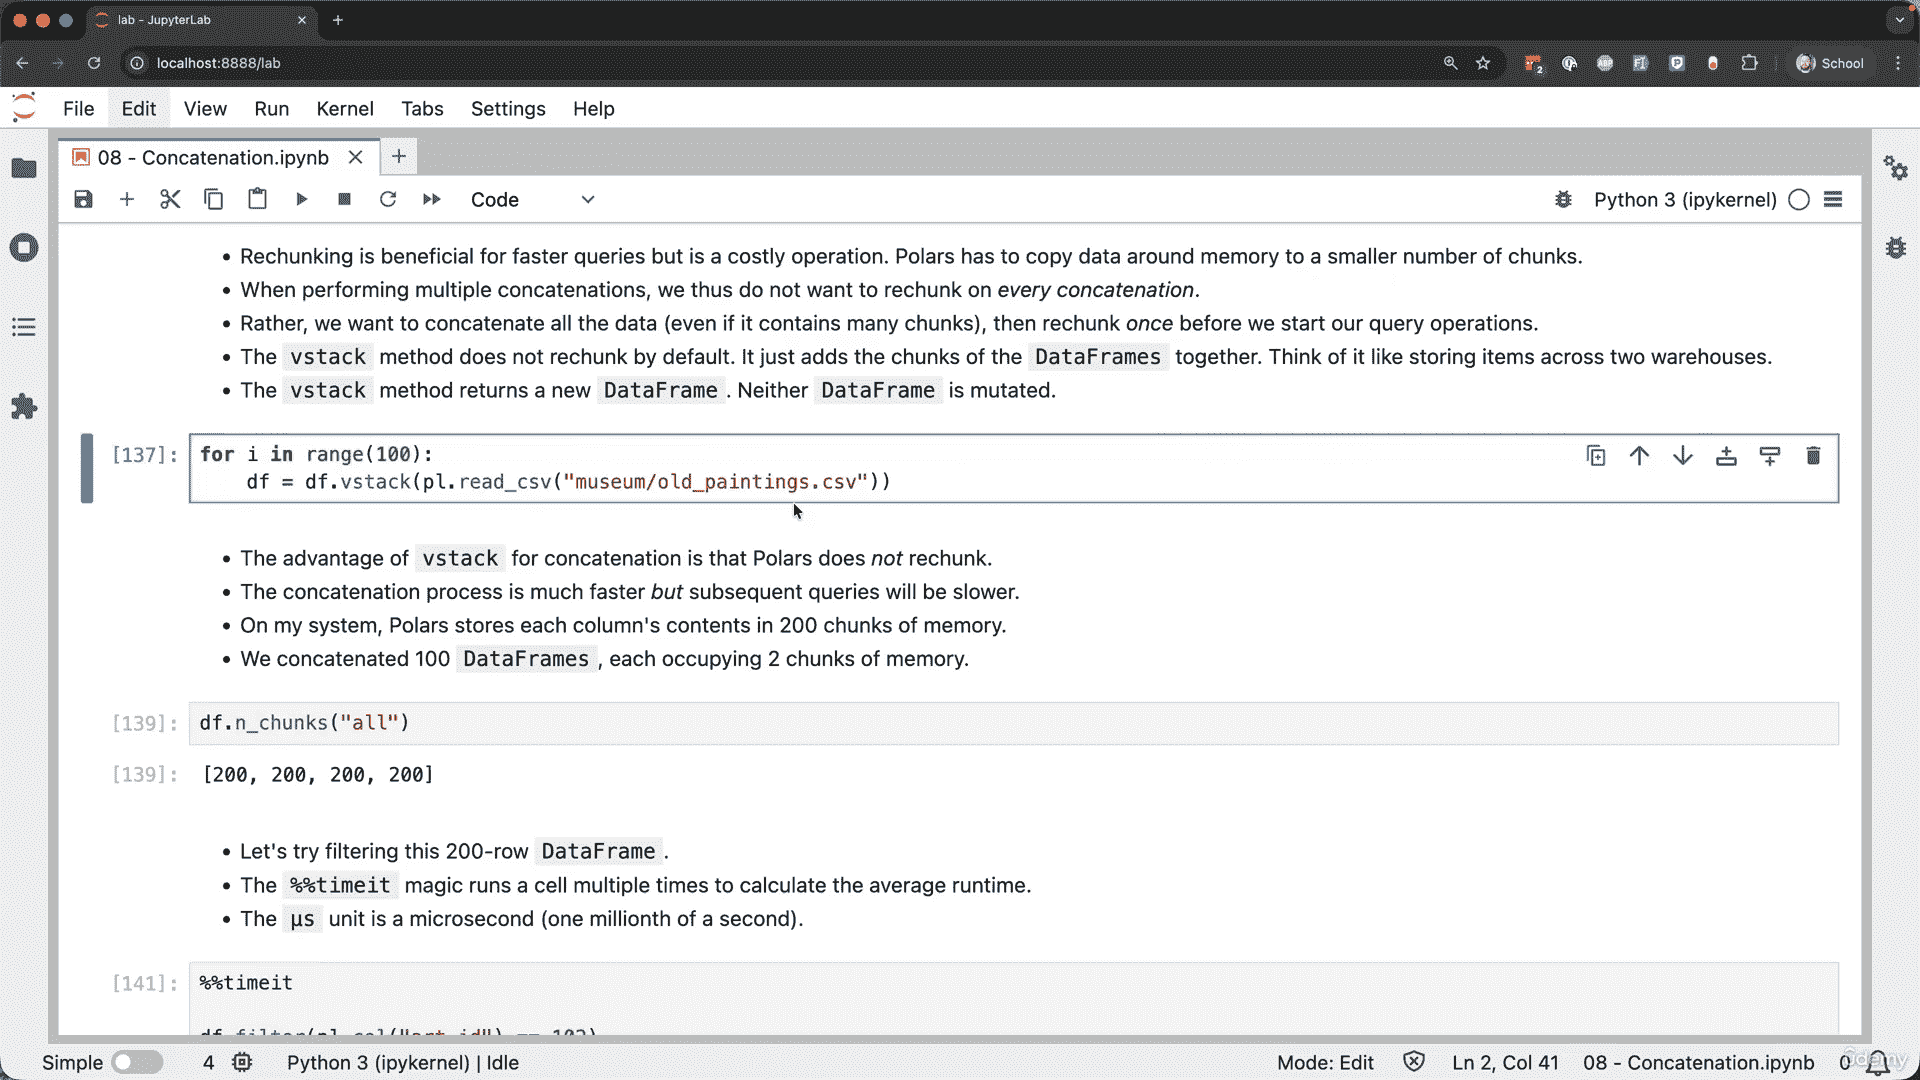 lab - JupyterLab
localhost:8888/lab
2
ABP
School
File Edit View Run Kernel Tabs Settings Help
08 - Concatenation.ipynb
Code
Python 3 (ipykernel)
• Rechunking is beneficial for faster queries but is a costly operation. Polars has to copy data around memory to a smaller number of chunks.
• When performing multiple concatenations, we thus do not want to rechunk on every concatenation.
• Rather, we want to concatenate all the data (even if it contains many chunks), then rechunk once before we start our query operations.
• The vstack method does not rechunk by default. It just adds the chunks of the DataFrames together. Think of it like storing items across two warehouses.
• The vstack method returns a new DataFrame . Neither DataFrame is mutated.
[137]: for i in range(100):
df = df.vstack(pl.read_csv("museum/old_paintings.csv"))
• The advantage of vstack for concatenation is that Polars does not rechunk.
• The concatenation process is much faster but subsequent queries will be slower.
• On my system, Polars stores each column's contents in 200 chunks of memory.
• We concatenated 100 DataFrames , each occupying 2 chunks of memory.
[139]: df.n_chunks("all")
[139]: [200, 200, 200, 200]
• Let's try filtering this 200-row DataFrame .
• The %%timeit magic runs a cell multiple times to calculate the average runtime.
• The µs unit is a microsecond (one millionth of a second).
[141]: %%timeit
df.filter(pl.col("art_id") == 102)
Simple 4 Python 3 (ipykernel) | Idle Mode: Edit Ln 2, Col 41 08 - Concatenation.ipynb 0
Udemy